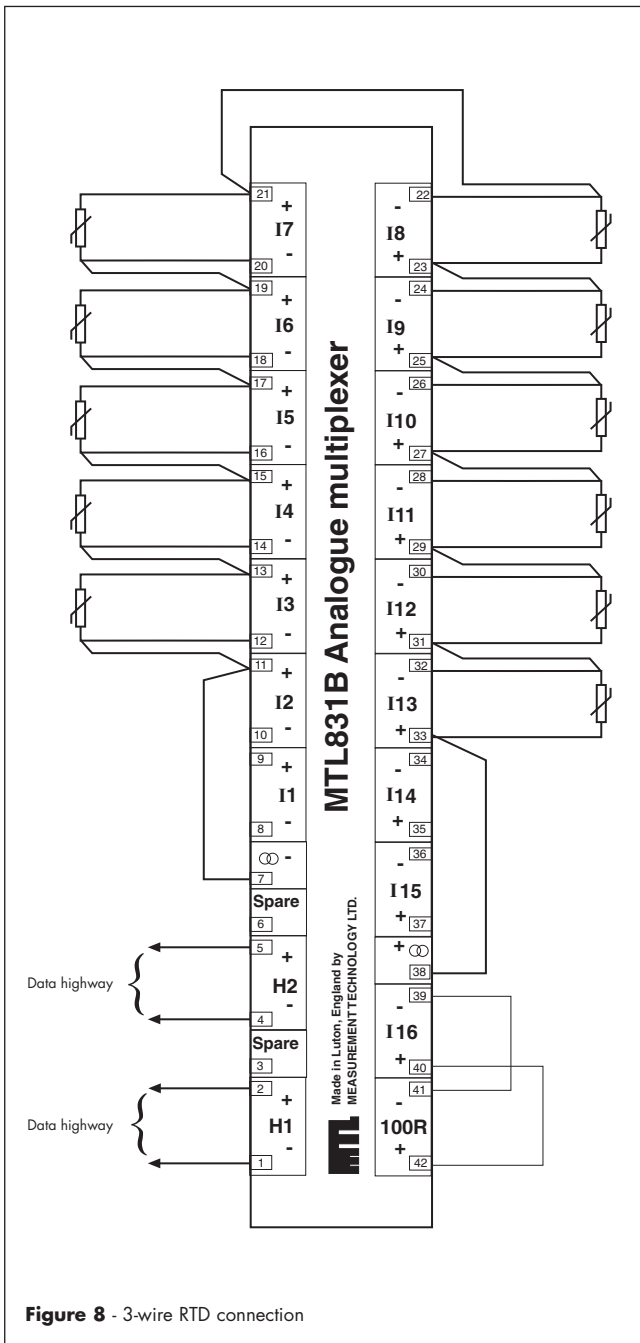 21
+
I7
-
20
19
+
I6
-
18
17
+
I5
-
16
15
+
I4
-
14
13
+
I3
-
12
11
+
I2
-
10
9
+
I1
-
8
-
7
Spare
6
5
+
H2
-
4
Spare
3
2
+
H1
-
1
Data highway
Data highway
MTL831B Analogue multiplexer
MTL
Made in Luton, England by
MEASUREMENT TECHNOLOGY LTD.
22
-
I8
+
23
24
-
I9
+
25
26
-
I10
+
27
28
-
I11
+
29
30
-
I12
+
31
32
-
I13
+
33
34
-
I14
+
35
36
-
I15
+
37
+
38
39
-
I16
+
40
41
-
100R
+
42
Figure 8 - 3-wire RTD connection